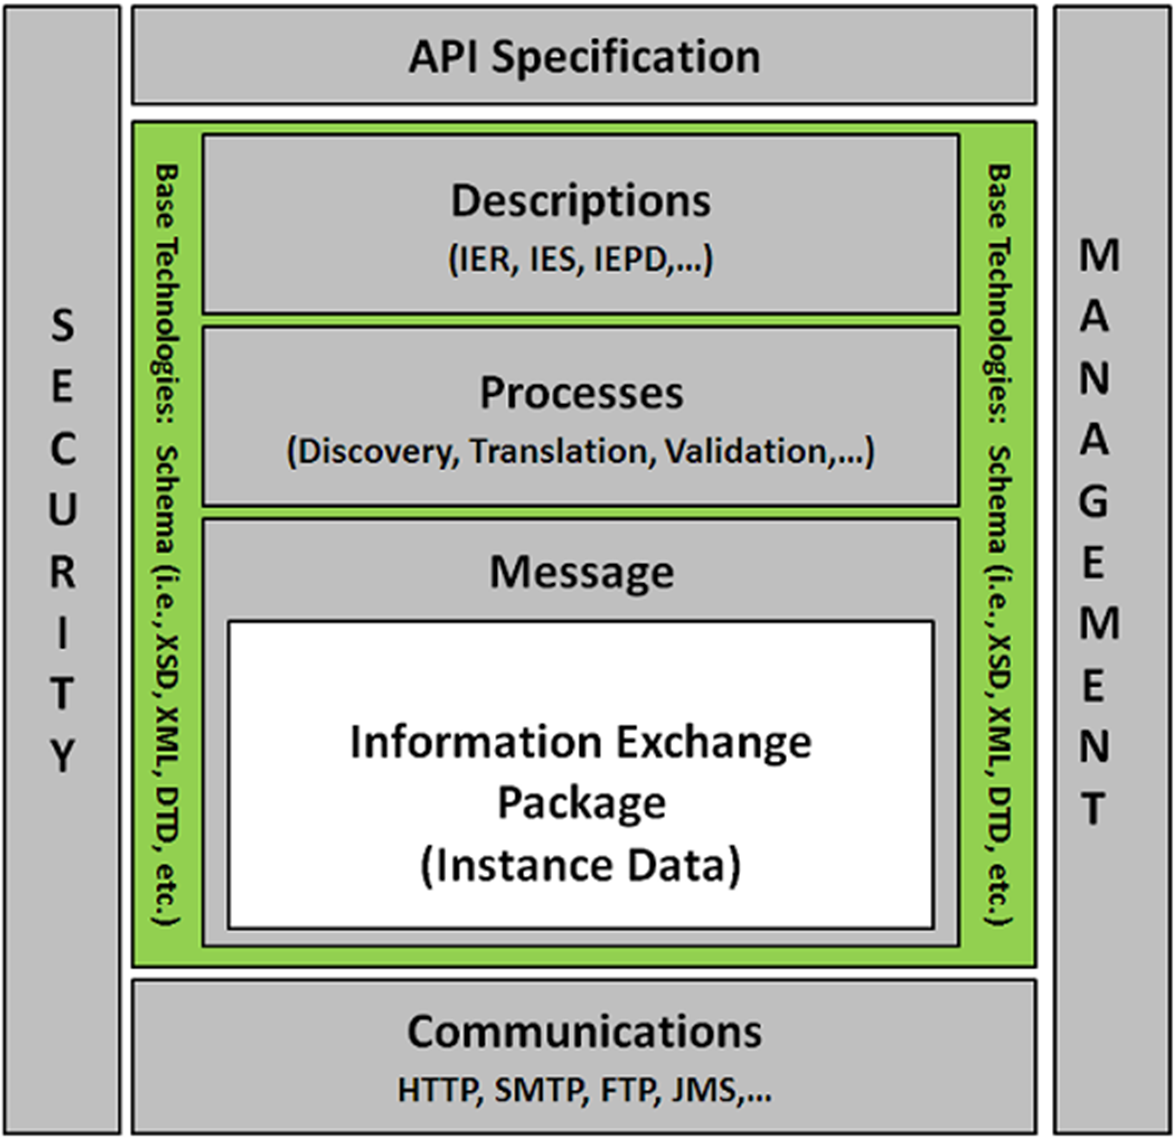 API Specification
Descriptions
(IER, IES, IEPD,...)
Processes
(Discovery, Translation, Validation,...)
Message
Information Exchange
Package
(Instance Data)
Communications
HTTP, SMTP, FTP, JMS,...
SECURITY
Base Technologies: Schema (i.e., XSD, XML, DTD, etc.)
Base Technologies: Schema (i.e., XSD, XML, DTD, etc.)
MANAGEMENT